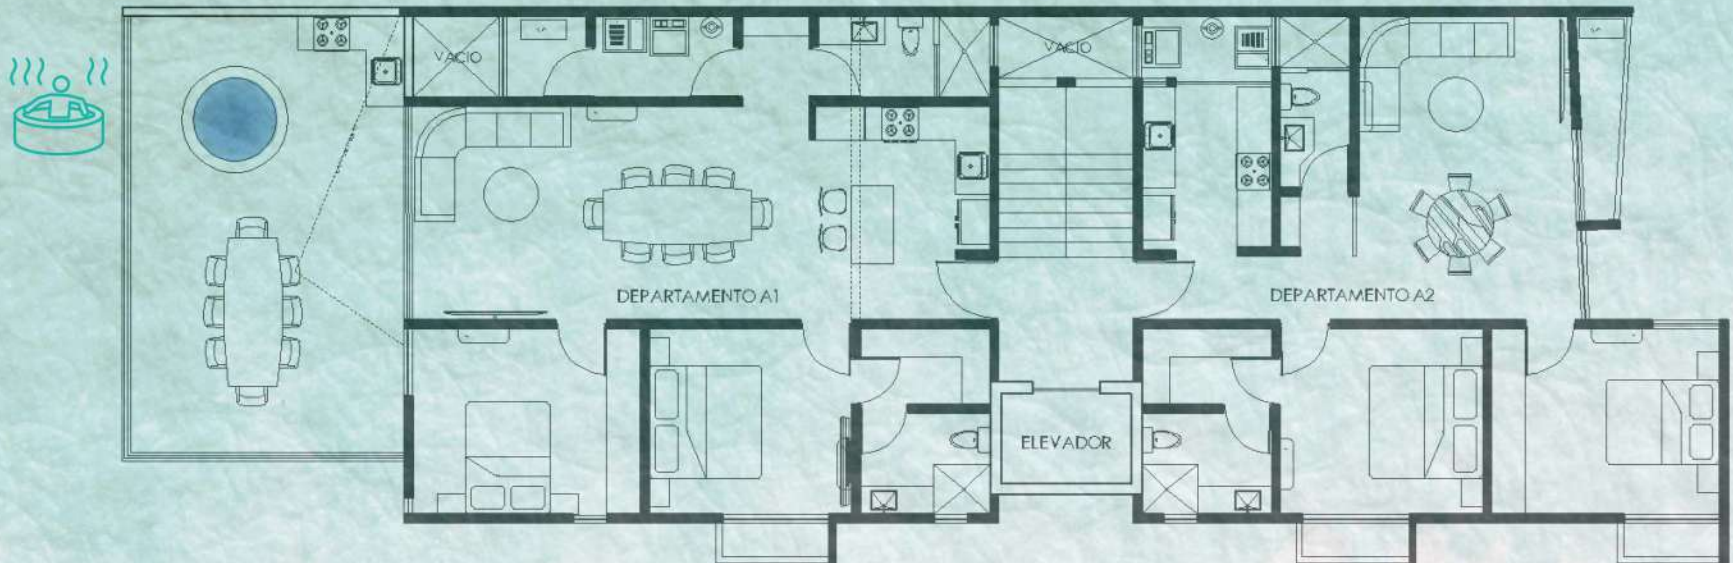 VACIO
VACIO
DEPARTAMENTO A1
DEPARTAMENTO A2
ELEVADOR